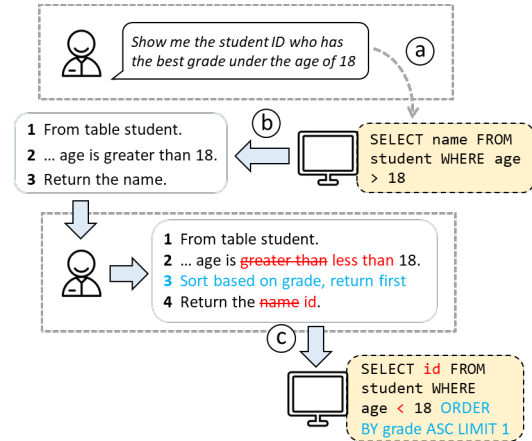 Show me the student ID who has
the best grade under the age of 18
a
b
1 From table student.
2 ... age is greater than 18.
3 Return the name.
SELECT name FROM
student WHERE age
> 18
1 From table student.
2 ... age is greater than less than 18.
3 Sort based on grade, return first
4 Return the name id.
c
SELECT id FROM
student WHERE
age < 18 ORDER
BY grade ASC LIMIT 1